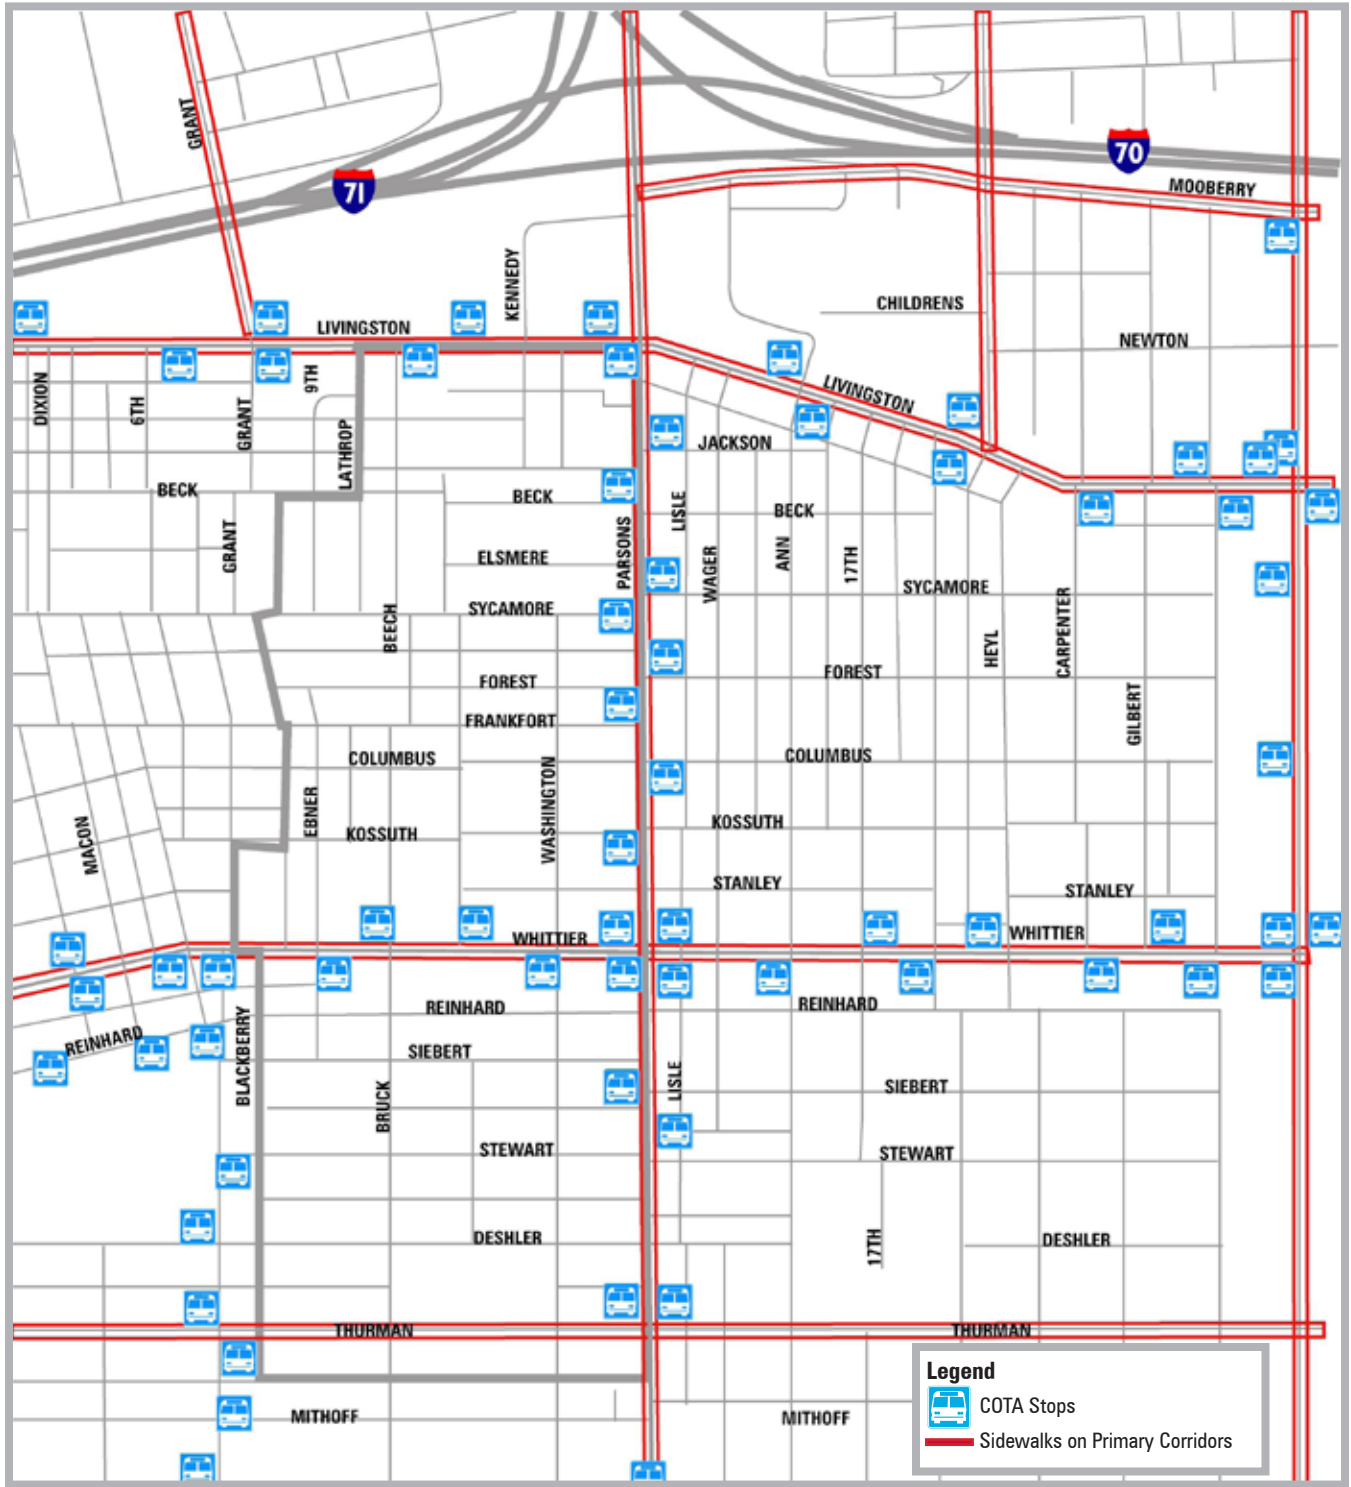 GRANT
71
70
MOOBERRY
KENNEDY
CHILDRENS
LIVINGSTON
NEWTON
DIXION
6TH
GRANT
9TH
LATHROP
LIVINGSTON
JACKSON
BECK
BECK
LISLE
BECK
GRANT
ELSMERE
PARSONS
WAGER
ANN
17TH
SYCAMORE
SYCAMORE
BEECH
HEYL
CARPENTER
FOREST
FOREST
GILBERT
FRANKFORT
COLUMBUS
COLUMBUS
MACON
EBNER
KOSSUTH
WASHINGTON
KOSSUTH
STANLEY
STANLEY
WHITTIER
WHITTIER
REINHARD
BLACKBERRY
REINHARD
REINHARD
SIEBERT
BRUCK
LISLE
SIEBERT
STEWART
STEWART
DESHLER
17TH
DESHLER
THURMAN
THURMAN
MITHOFF
MITHOFF
Legend
COTA Stops
Sidewalks on Primary Corridors